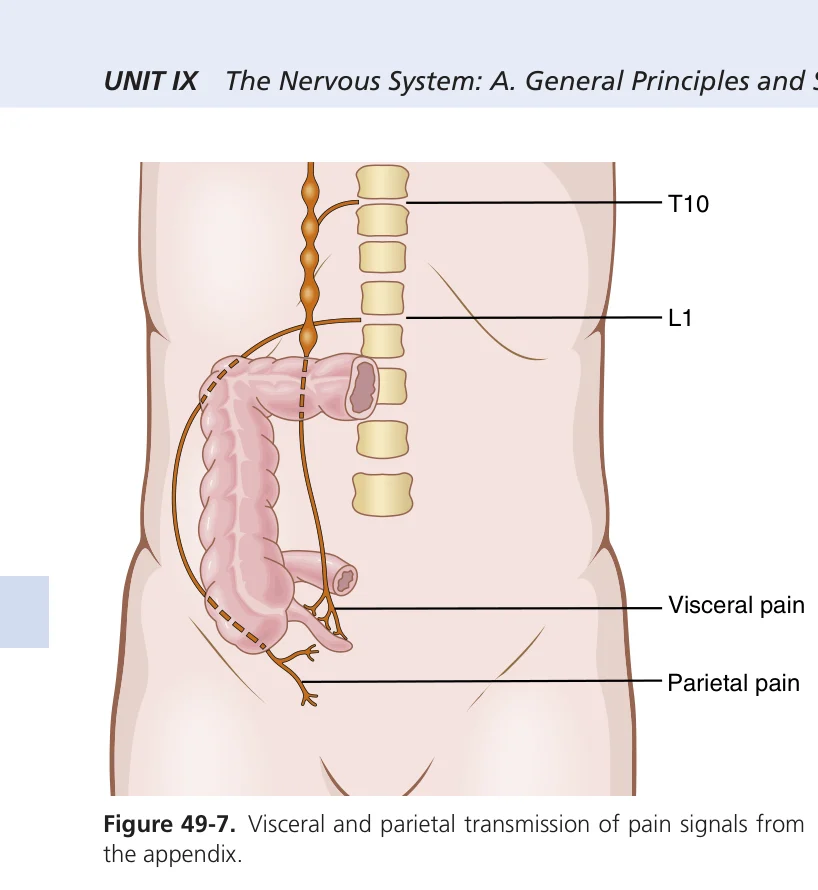 UNIT IX The Nervous System: A. General Principles and
T10
L1
Visceral pain
Parietal pain
Figure 49-7. Visceral and parietal transmission of pain signals from
the appendix.